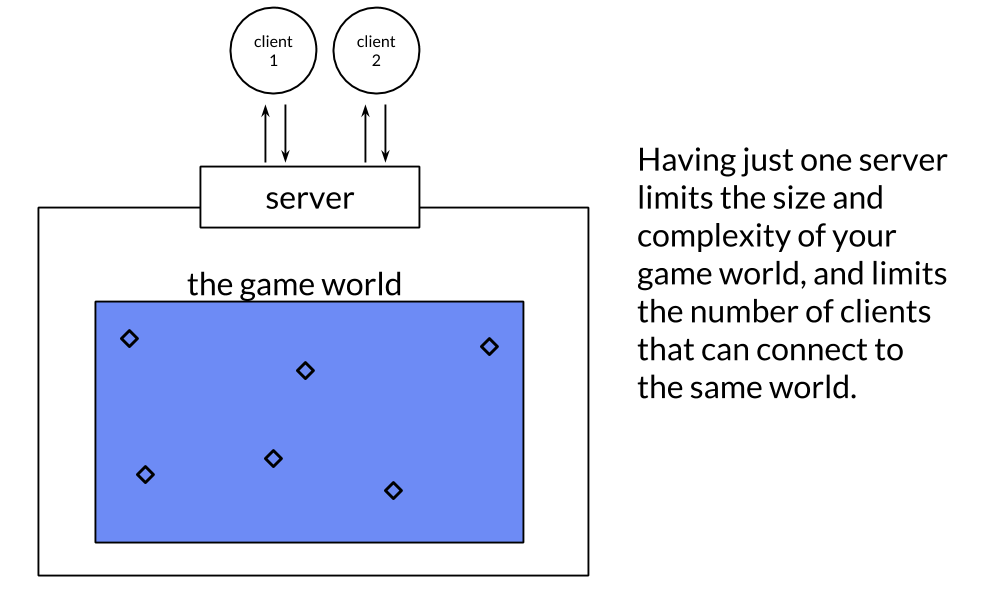 client
1
client
2
server
the game world
Having just one server
limits the size and
complexity of your
game world, and limits
the number of clients
that can connect to
the same world.